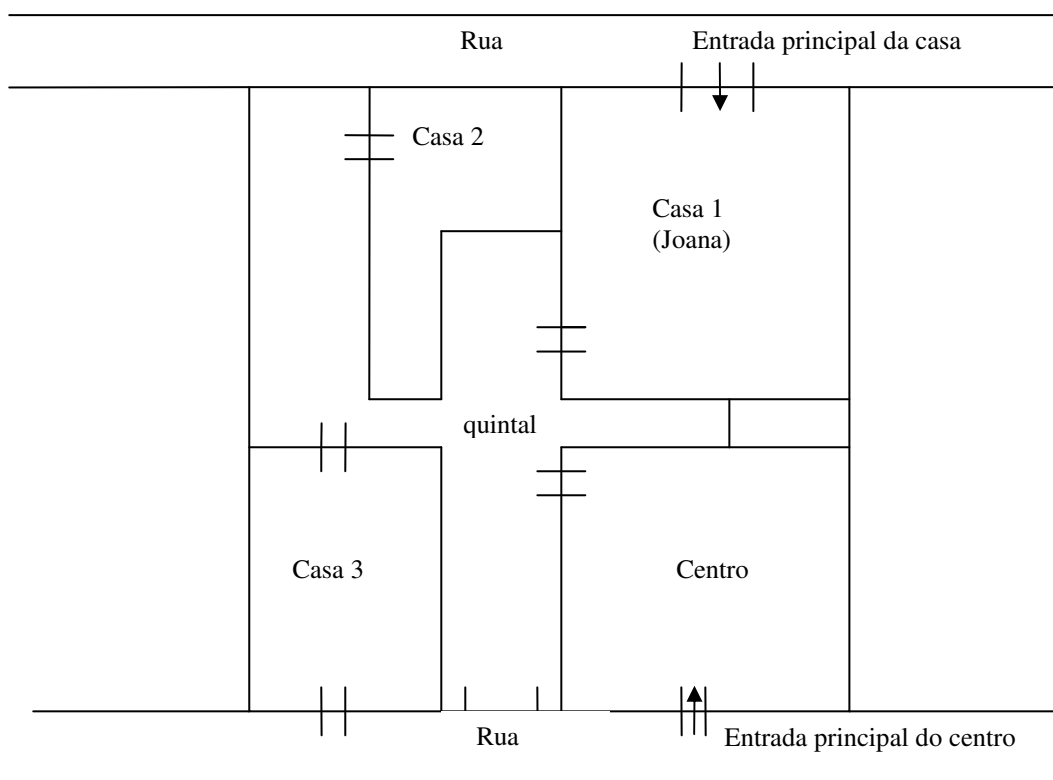 Rua
Entrada principal da casa
Casa 2
Casa 1
(Joana)
quintal
Casa 3
Centro
Rua
Entrada principal do centro